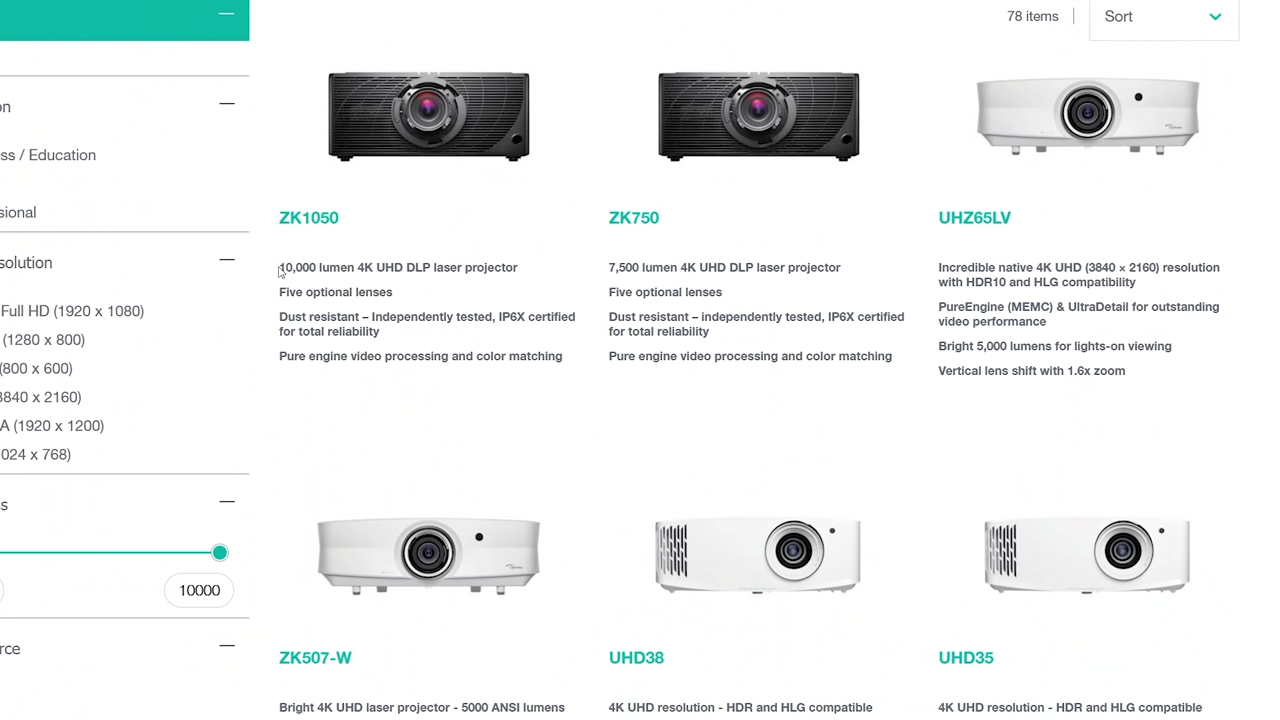 78 items
Sort
on
ss / Education
sional
solution
Full HD (1920 x 1080)
(1280 x 800)
(800 x 600)
3840 x 2160)
A (1920 x 1200)
024 x 768)
s
10000
rce
ZK1050
10,000 lumen 4K UHD DLP laser projector
Five optional lenses
Dust resistant – Independently tested, IP6X certified
for total reliability
Pure engine video processing and color matching
ZK750
7,500 lumen 4K UHD DLP laser projector
Five optional lenses
Dust resistant – independently tested, IP6X certified
for total reliability
Pure engine video processing and color matching
UHZ65LV
Incredible native 4K UHD (3840 × 2160) resolution
with HDR10 and HLG compatibility
PureEngine (MEMC) & UltraDetail for outstanding
video performance
Bright 5,000 lumens for lights-on viewing
Vertical lens shift with 1.6x zoom
ZK507-W
Bright 4K UHD laser projector - 5000 ANSI lumens
UHD38
4K UHD resolution - HDR and HLG compatible
UHD35
4K UHD resolution - HDR and HLG compatible